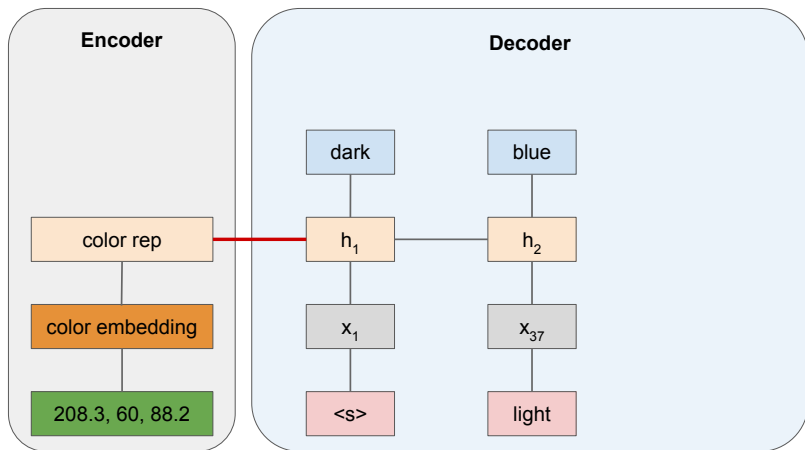 Encoder
Decoder
dark
blue
color rep
h₁
h₂
color embedding
x₁
x₃₇
208.3, 60, 88.2
<s>
light